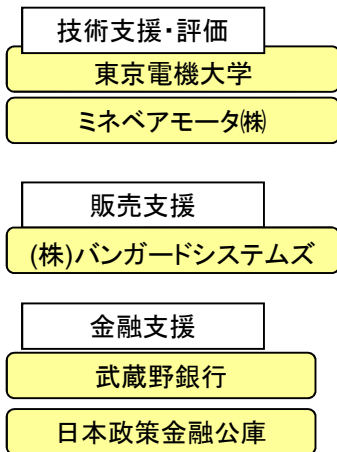 技術支援・評価
東京電機大学
ミネベアモータ㈱
販売支援
(株)バンガードシステムズ
金融支援
武蔵野銀行
日本政策金融公庫